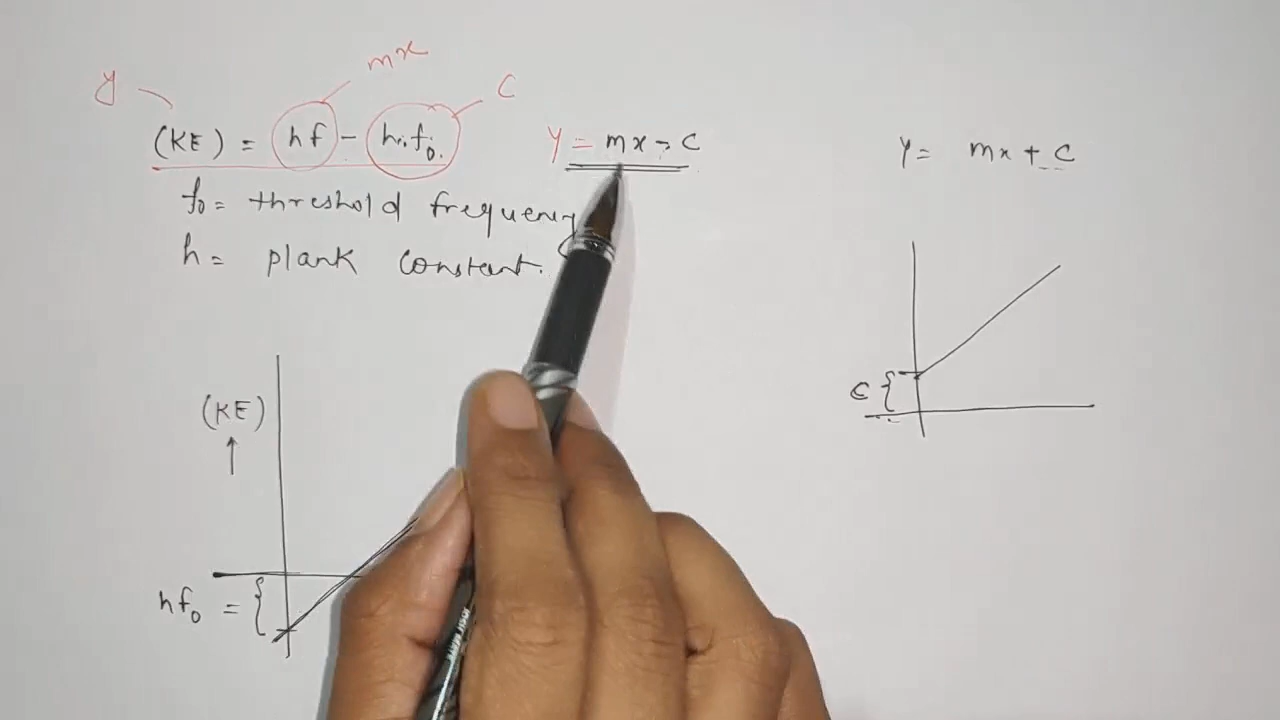 mx
y
c
(KE) = hf - h.f₀.
y = mx - c
y = mx + c
f₀ = threshold frequency
h = plank constant.
(KE)
↑
c {
hf₀ = {